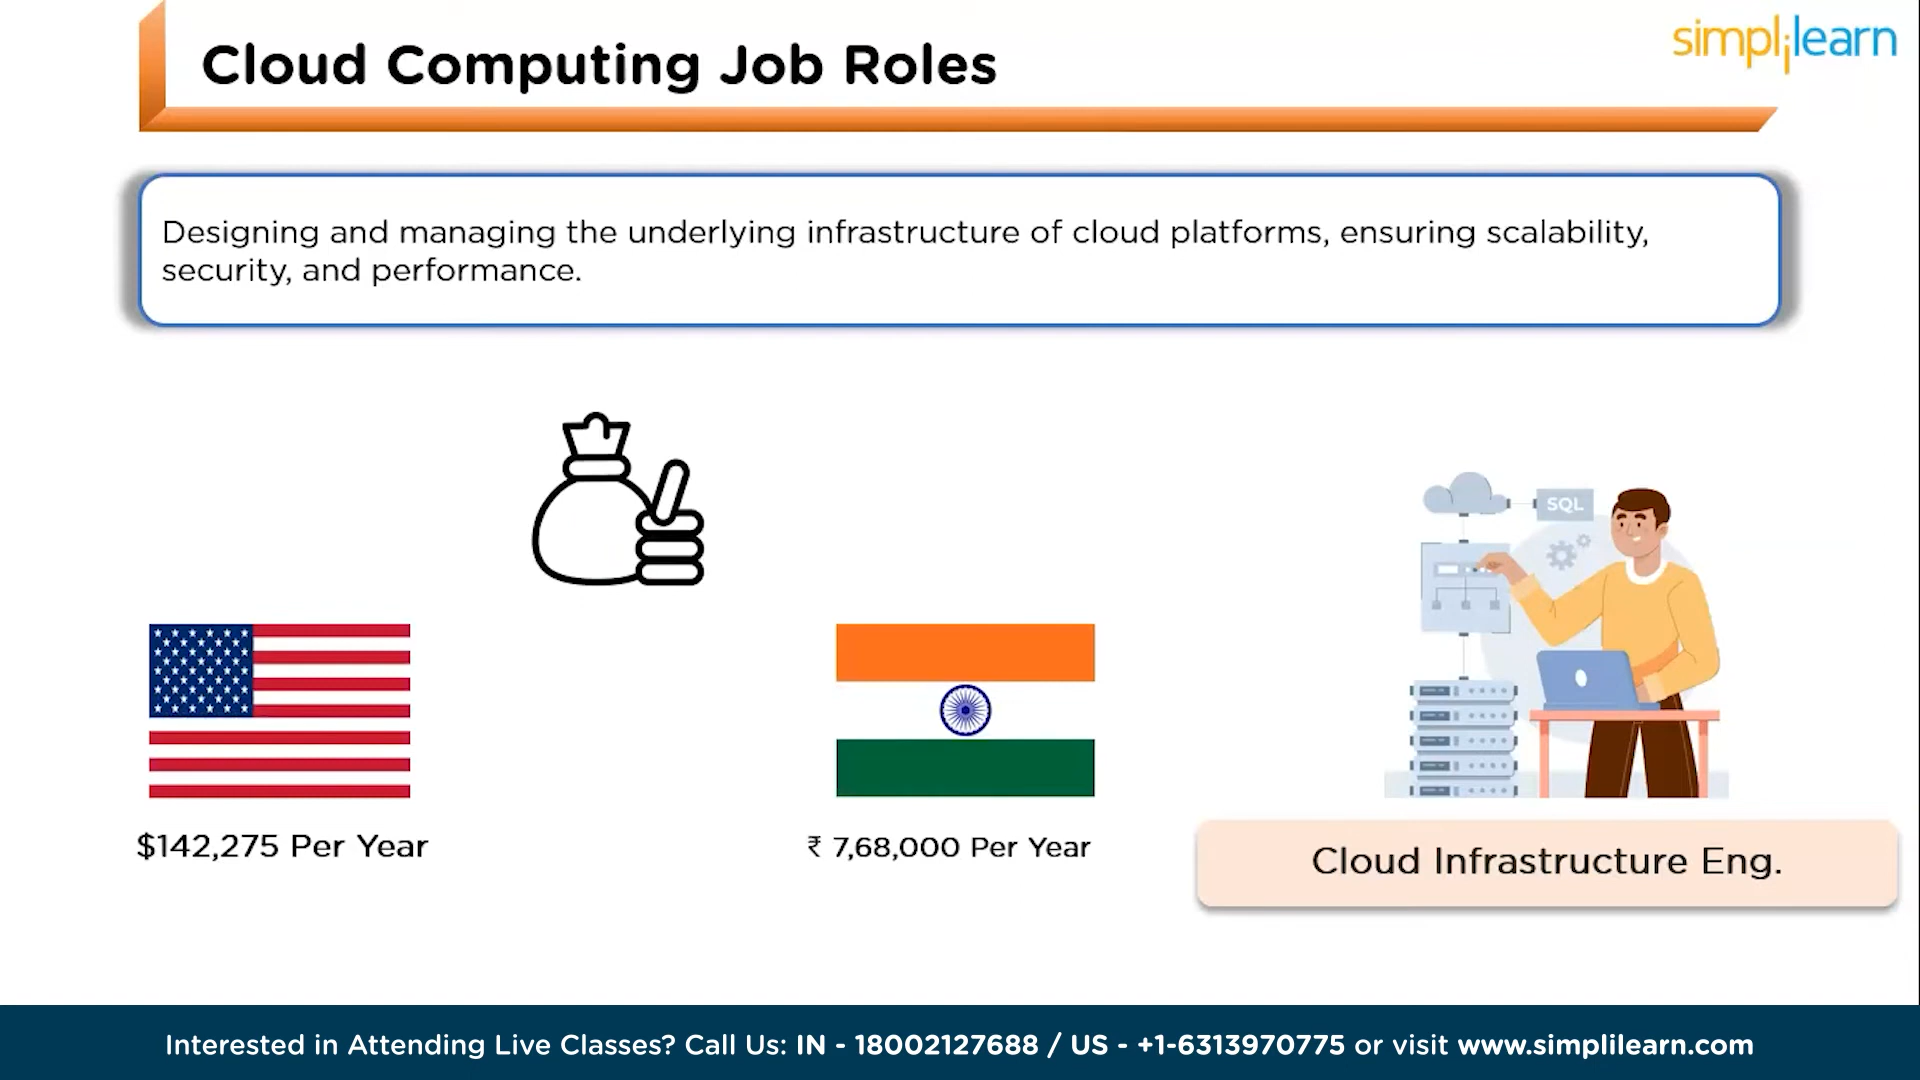 Cloud Computing Job Roles
simplilearn
Designing and managing the underlying infrastructure of cloud platforms, ensuring scalability,
security, and performance.
SQL
$142,275 Per Year
₹ 7,68,000 Per Year
Cloud Infrastructure Eng.
Interested in Attending Live Classes? Call Us: IN - 18002127688 / US - +1-6313970775 or visit www.simplilearn.com